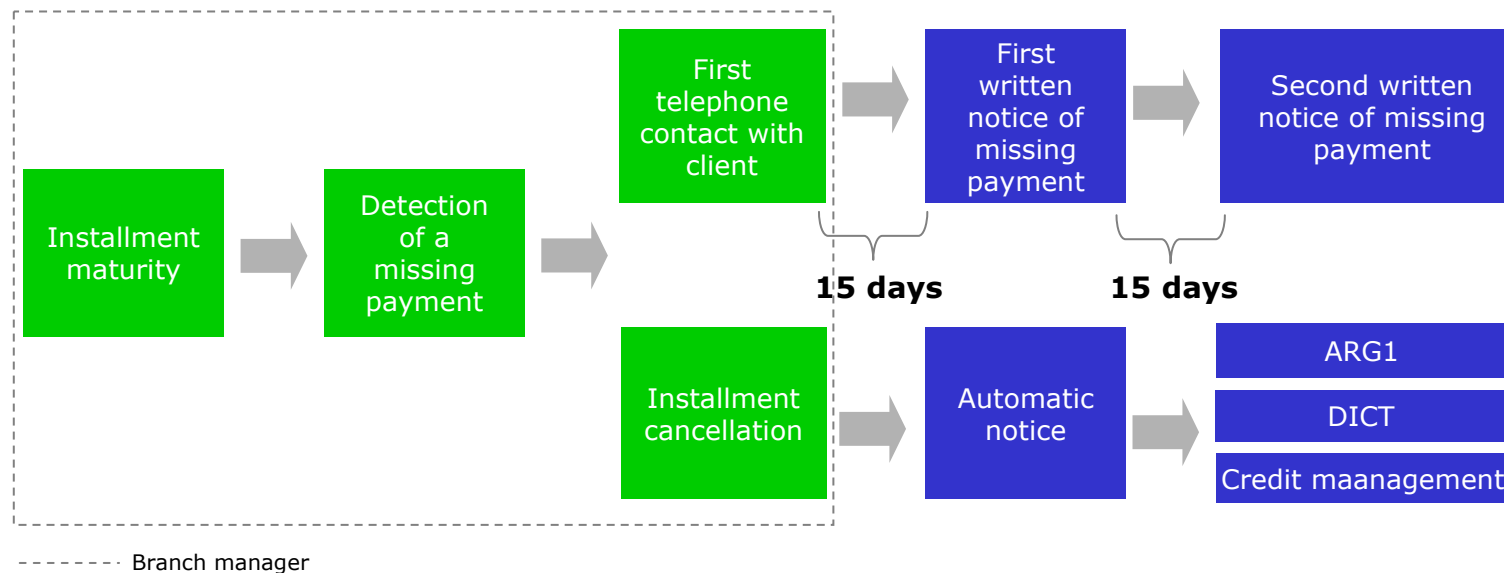 Installment
maturity
Detection
of a
missing
payment
First
telephone
contact with
client
First
written
notice of
missing
payment
Second written
notice of missing
payment
15 days
15 days
Installment
cancellation
Automatic
notice
ARG1
DICT
Credit maanagement
Branch manager